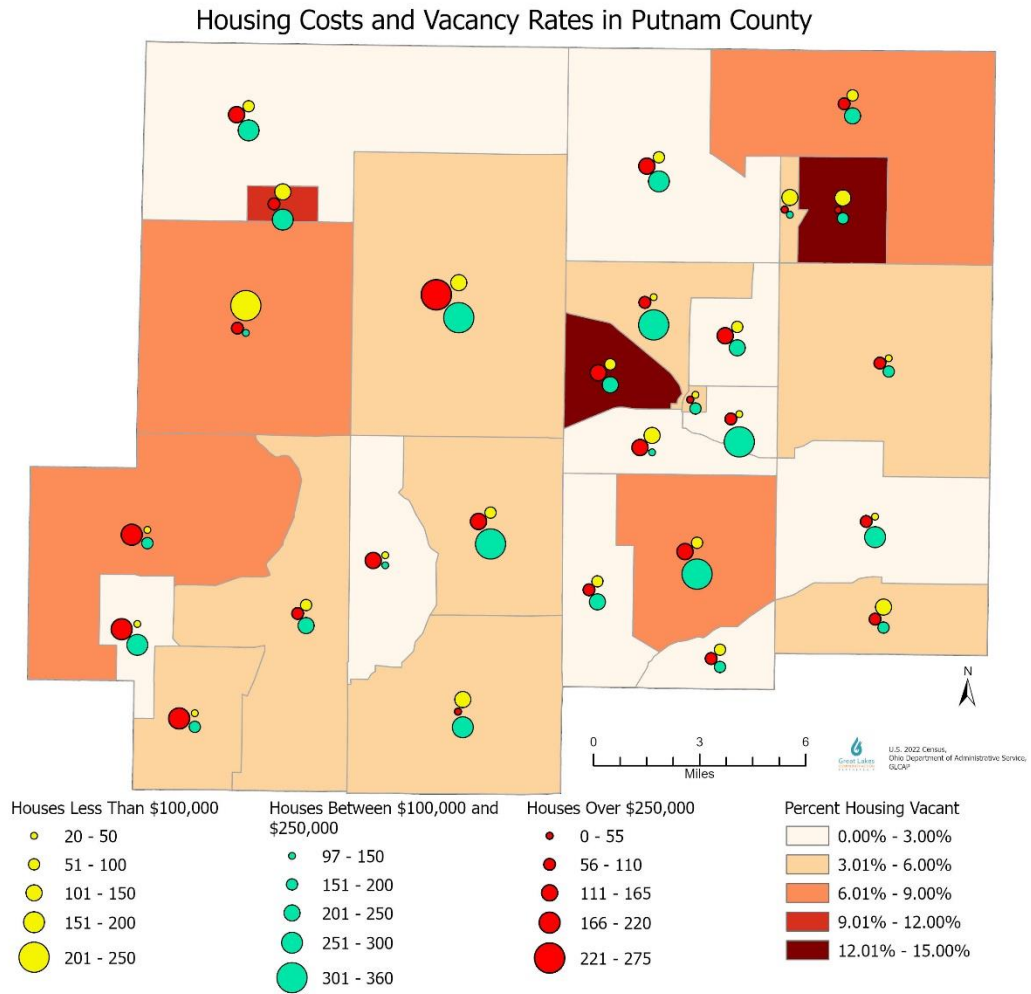 Housing Costs and Vacancy Rates in Putnam County
N
0 3 6
Miles
Great Lakes
U.S. 2022 Census,
Ohio Department of Administrative Service,
GLCAP
Houses Less Than $100,000
20 - 50
51 - 100
101 - 150
151 - 200
201 - 250
Houses Between $100,000 and
$250,000
97 - 150
151 - 200
201 - 250
251 - 300
301 - 360
Houses Over $250,000
0 - 55
56 - 110
111 - 165
166 - 220
221 - 275
Percent Housing Vacant
0.00% - 3.00%
3.01% - 6.00%
6.01% - 9.00%
9.01% - 12.00%
12.01% - 15.00%